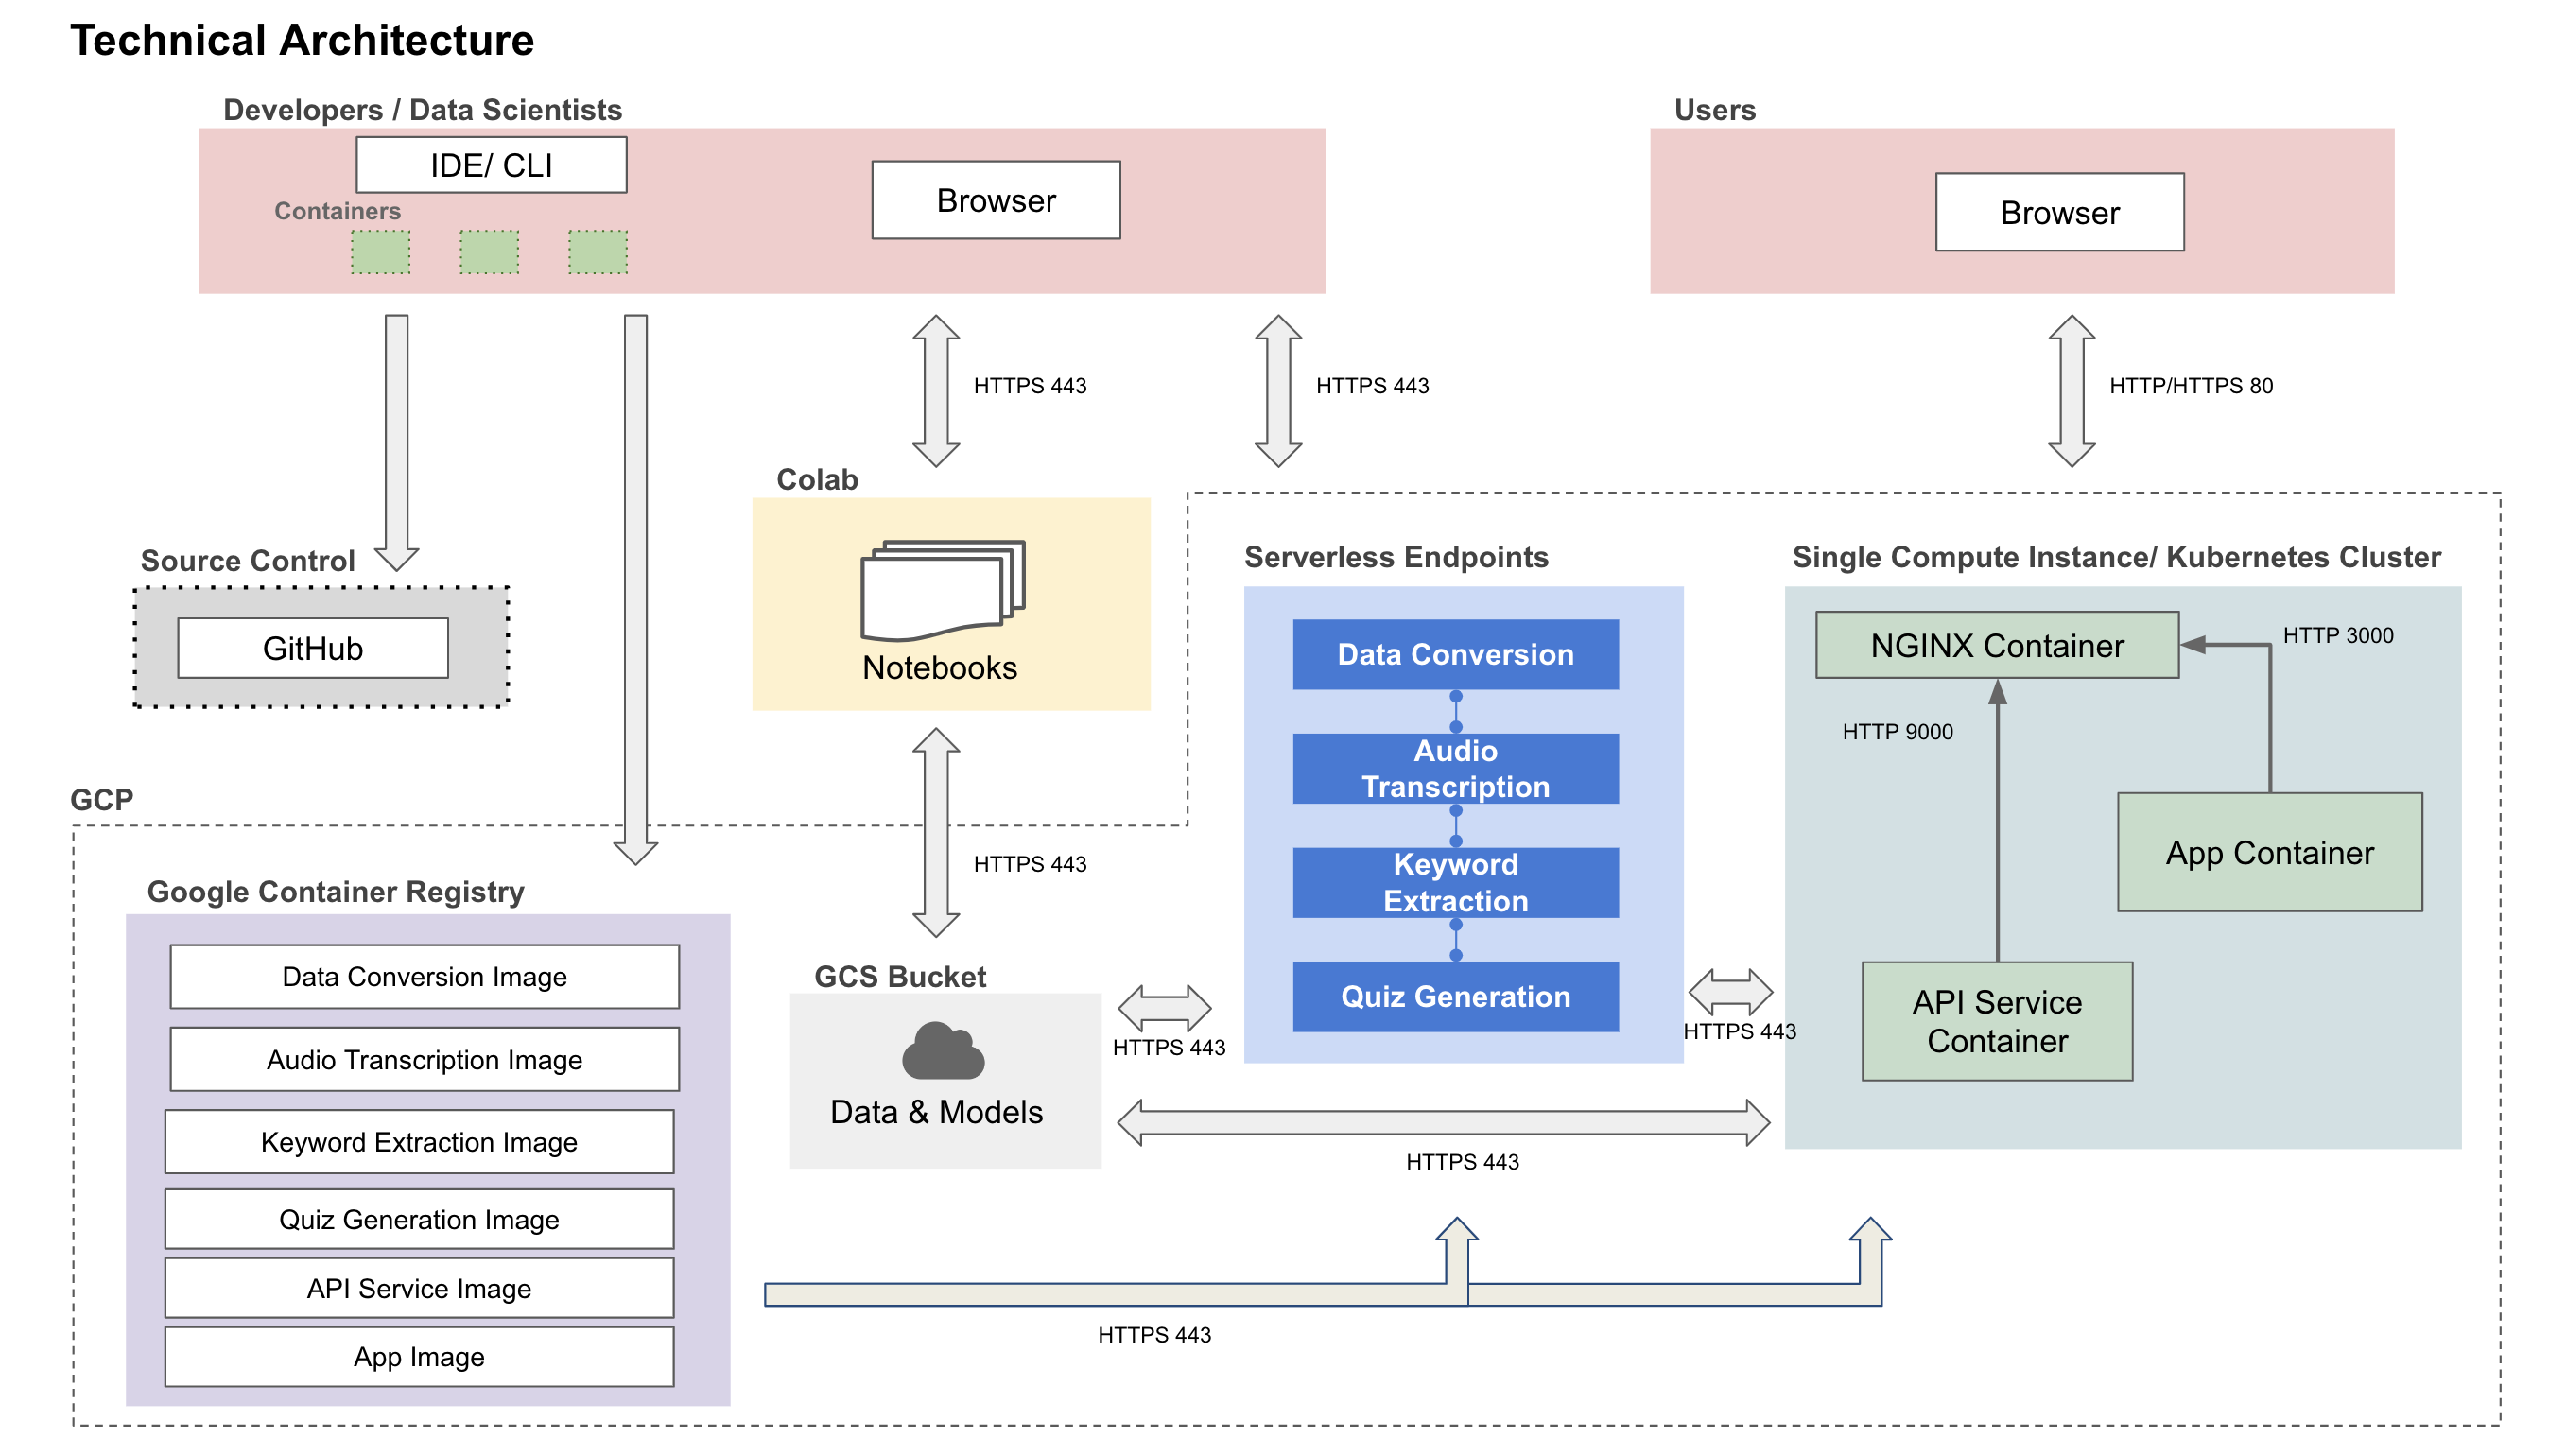 Technical Architecture
Developers / Data Scientists
IDE/ CLI
Containers
Browser
Users
Browser
HTTPS 443
HTTPS 443
HTTP/HTTPS 80
Source Control
GitHub
Colab
Notebooks
HTTPS 443
GCP
Google Container Registry
Data Conversion Image
Audio Transcription Image
Keyword Extraction Image
Quiz Generation Image
API Service Image
App Image
GCS Bucket
Data & Models
HTTPS 443
Serverless Endpoints
Data Conversion
Audio
Transcription
Keyword
Extraction
Quiz Generation
HTTPS 443
HTTPS 443
HTTPS 443
Single Compute Instance/ Kubernetes Cluster
NGINX Container
HTTP 3000
HTTP 9000
App Container
API Service
Container